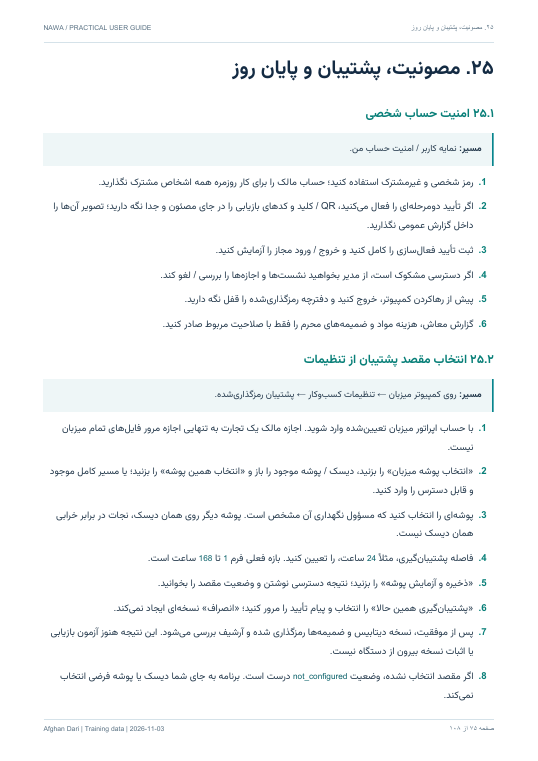 ۲۵. مصونیت، پشتیبان و پایان روز
NAWA / PRACTICAL USER GUIDE
۲۵. مصونیت، پشتیبان و پایان روز
۲۵.۱ امنیت حساب شخصی
مسیر: نمایه کاربر / امنیت حساب من.
1. رمز شخصی و غیرمشترک استفاده کنید؛ حساب مالک را برای کار روزمره همه اشخاص مشترک نگذارید.
2. اگر تأیید دومرحله‌ای را فعال می‌کنید، QR / کلید و کدهای بازیابی را در جای مصئون و جدا نگه دارید؛ تصویر آن‌ها را
داخل گزارش عمومی نگذارید.
3. ثبت تأیید فعال‌سازی را کامل کنید و خروج / ورود مجاز را آزمایش کنید.
4. اگر دسترسی مشکوک است، از مدیر بخواهید نشست‌ها و اجازه‌ها را بررسی / لغو کند.
5. پیش از رهاکردن کمپیوتر، خروج کنید و دفترچه رمزگذاری‌شده را قفل نگه دارید.
6. گزارش معاش، هزینه مواد و ضمیمه‌های محرم را فقط با صلاحیت مربوط صادر کنید.
۲۵.۲ انتخاب مقصد پشتیبان از تنظیمات
مسیر: روی کمپیوتر میزبان ← تنظیمات کسب‌وکار ← پشتیبان رمزگذاری‌شده.
1. با حساب اپراتور میزبان تعیین‌شده وارد شوید. اجازه مالک یک تجارت به تنهایی اجازه مرور فایل‌های تمام میزبان
نیست.
2. «انتخاب پوشه میزبان» را بزنید، دیسک / پوشه موجود را باز و «انتخاب همین پوشه» را بزنید؛ یا مسیر کامل موجود
و قابل دسترس را وارد کنید.
3. پوشه‌ای را انتخاب کنید که مسؤول نگهداری آن مشخص است. پوشه دیگر روی همان دیسک، نجات در برابر خرابی
همان دیسک نیست.
4. فاصله پشتیبان‌گیری، مثلاً 24 ساعت، را تعیین کنید. بازه فعلی فرم 1 تا 168 ساعت است.
5. «ذخیره و آزمایش پوشه» را بزنید؛ نتیجه دسترسی نوشتن و وضعیت مقصد را بخوانید.
6. «پشتیبان‌گیری همین حالا» را انتخاب و پیام تأیید را مرور کنید؛ «انصراف» نسخه‌ای ایجاد نمی‌کند.
7. پس از موفقیت، نسخه دیتابیس و ضمیمه‌ها رمزگذاری شده و آرشیف بررسی می‌شود. این نتیجه هنوز آزمون بازیابی
یا اثبات نسخه بیرون از دستگاه نیست.
8. اگر مقصد انتخاب نشده، وضعیت not_configured درست است. برنامه به جای شما دیسک یا پوشه فرضی انتخاب
نمی‌کند.
صفحه ۷۵ از ۱۰۸
Afghan Dari | Training data | 2026-11-03